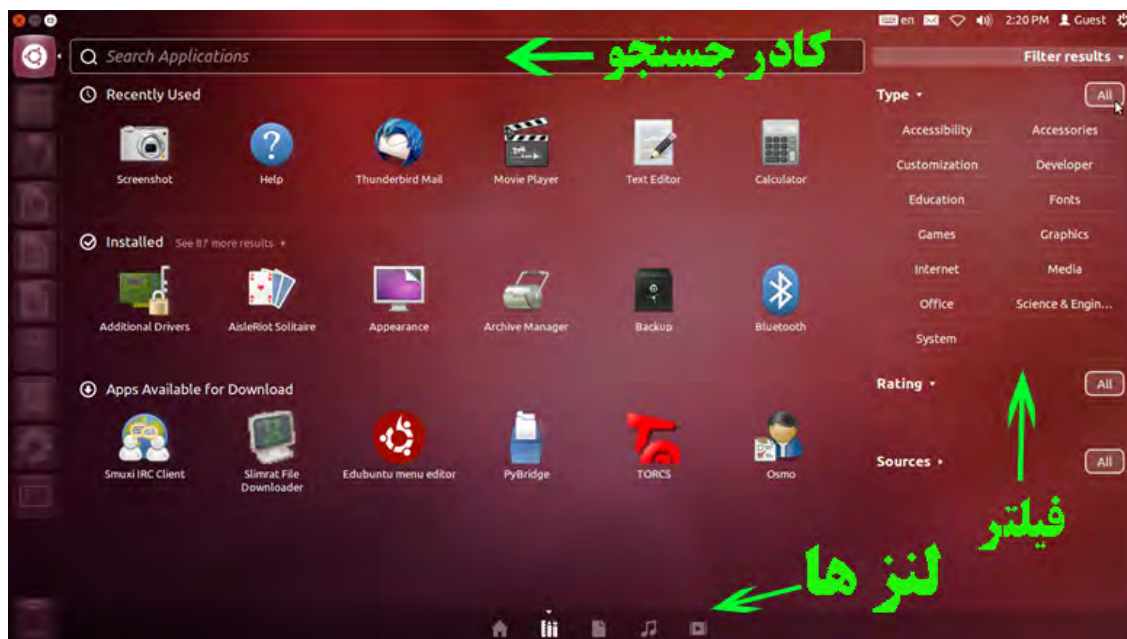 en 2:20 PM Guest
Search Applications
کادر جستجو
Filter results
Recently Used
Type
All
Screenshot Help Thunderbird Mail Movie Player Text Editor Calculator
Accessibility Accessories
Customization Developer
Education Fonts
Games Graphics
Internet Media
Office Science & Engin...
System
Installed See 87 more results
Additional Drivers AisleRiot Solitaire Appearance Archive Manager Backup Bluetooth
Rating All
Apps Available for Download
Smuxi IRC Client Slimrat File Downloader Edubuntu menu editor PyBridge TORCS Osmo
Sources All
فیلتر
لنز ها